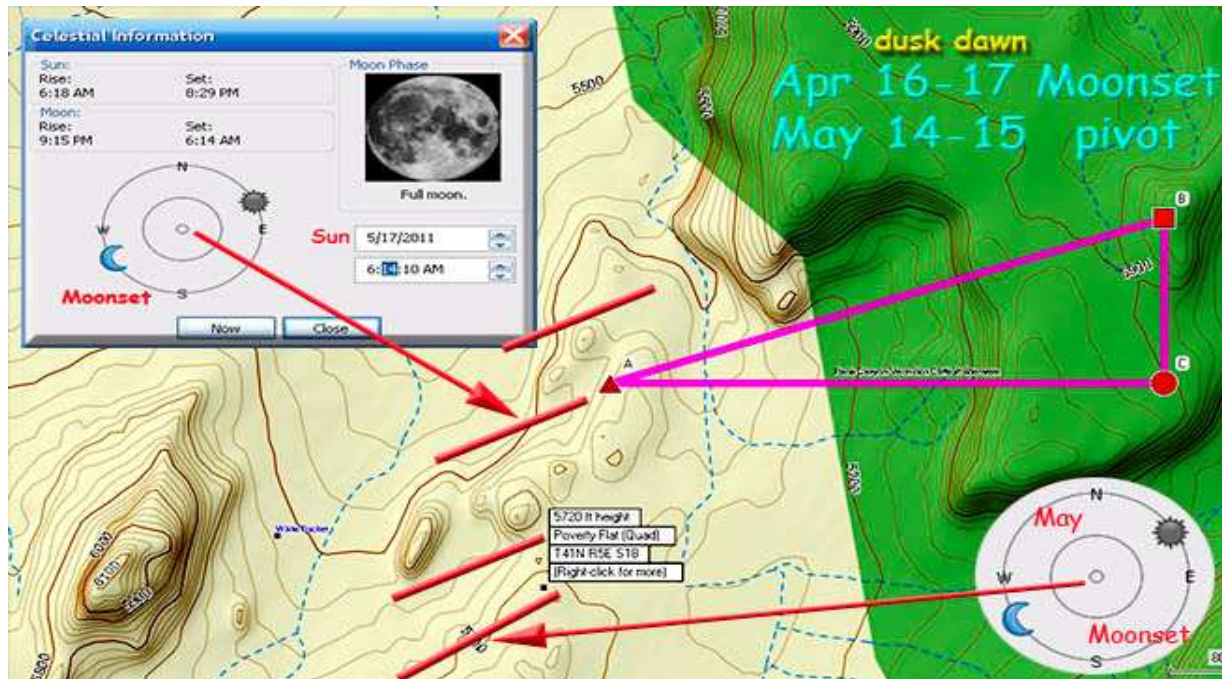 Celestial Information
Sun:
Rise: Set:
6:18 AM 8:29 PM
Moon:
Rise: Set:
9:15 PM 6:14 AM
Moon Phase
Full moon.
N
W E
S
Moonset
Sun 5/17/2011
6:14:10 AM
Now Close
dusk dawn
Apr 16-17 Moonset
May 14-15 pivot
5500
A
B
C
5720 ft height
Poverty Flat (Quad)
T41N R5E S18
(Right-click for more)
6000
6100
N
May
W E
Moonset
S